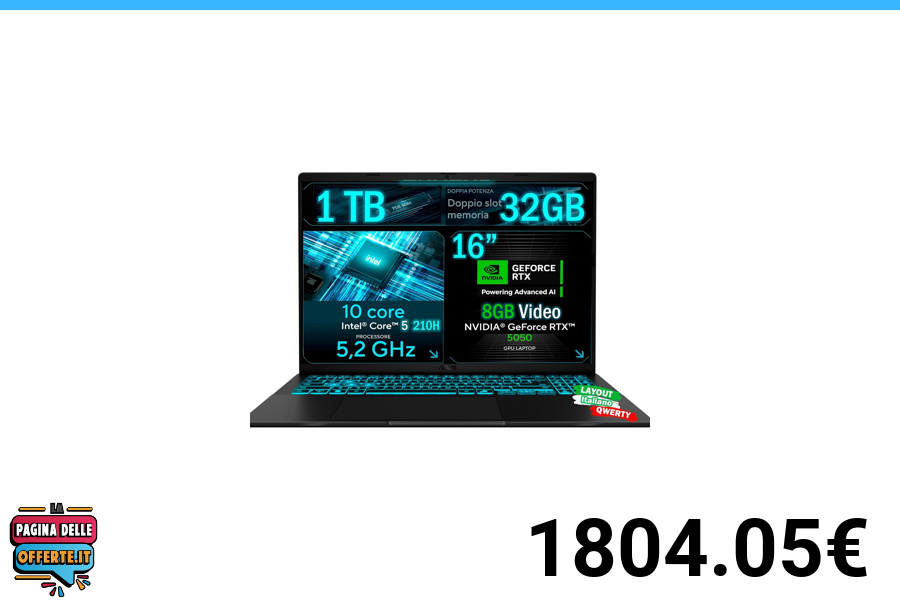 1 TB
DOPPIA POTENZA
Doppio slot
memoria
32GB
intel
10 core
Intel® Core™ 5 210H
PROCESSORE
5,2 GHz
16”
NVIDIA
GEFORCE
RTX
Powering Advanced AI
8GB Video
NVIDIA® GeForce RTX™
5050
GPU LAPTOP
LAYOUT
Italiano
QWERTY
LA
PAGINA DELLE
OFFERTE.IT
1804.05€